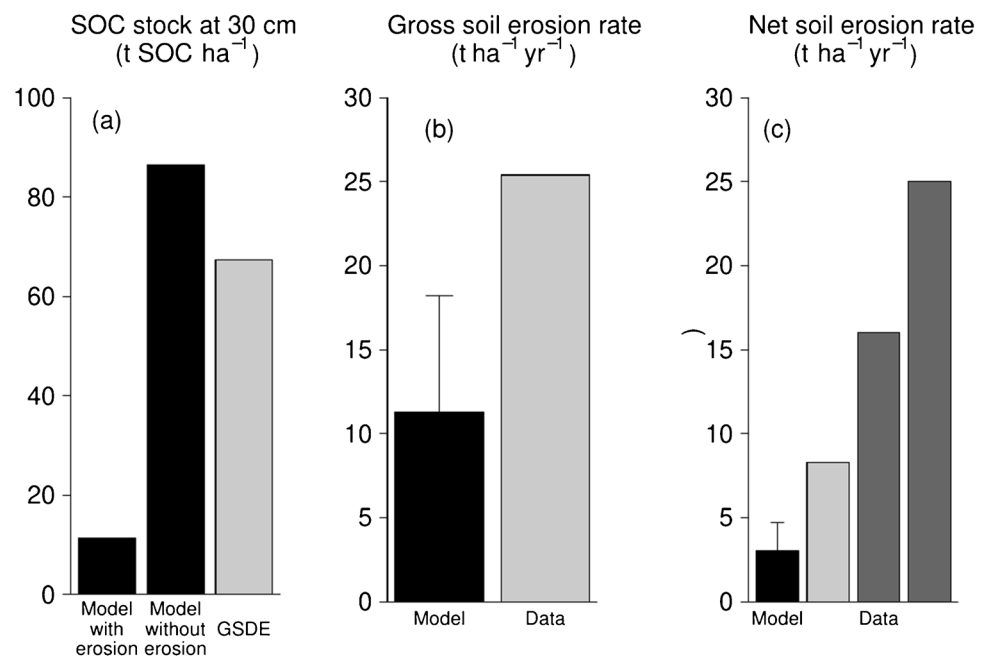 SOC stock at 30 cm
(t SOC ha⁻¹)
100
80
60
40
20
0
(a)
Model with erosion
Model without erosion
GSDE
Gross soil erosion rate
(t ha⁻¹ yr⁻¹)
30
25
20
15
10
5
0
(b)
Model
Data
Net soil erosion rate
(t ha⁻¹ yr⁻¹)
30
25
20
15
10
5
0
(c)
)
Model
Data